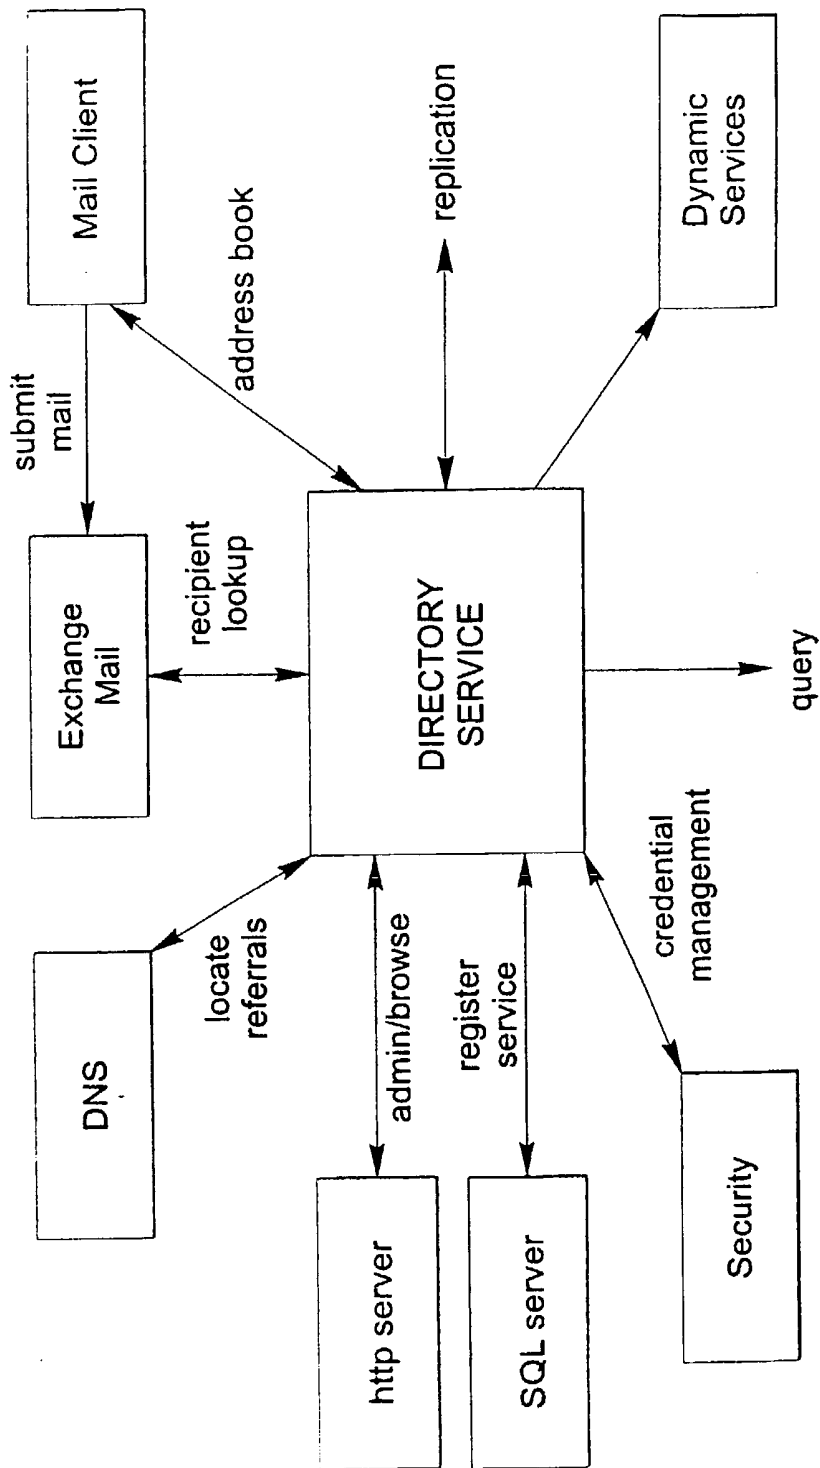 DNS
Exchange
Mail
submit
mail
Mail Client
locate
referrals
recipient
lookup
address book
http server
admin/browse
DIRECTORY
SERVICE
replication
SQL server
register
service
Security
credential
management
query
Dynamic
Services